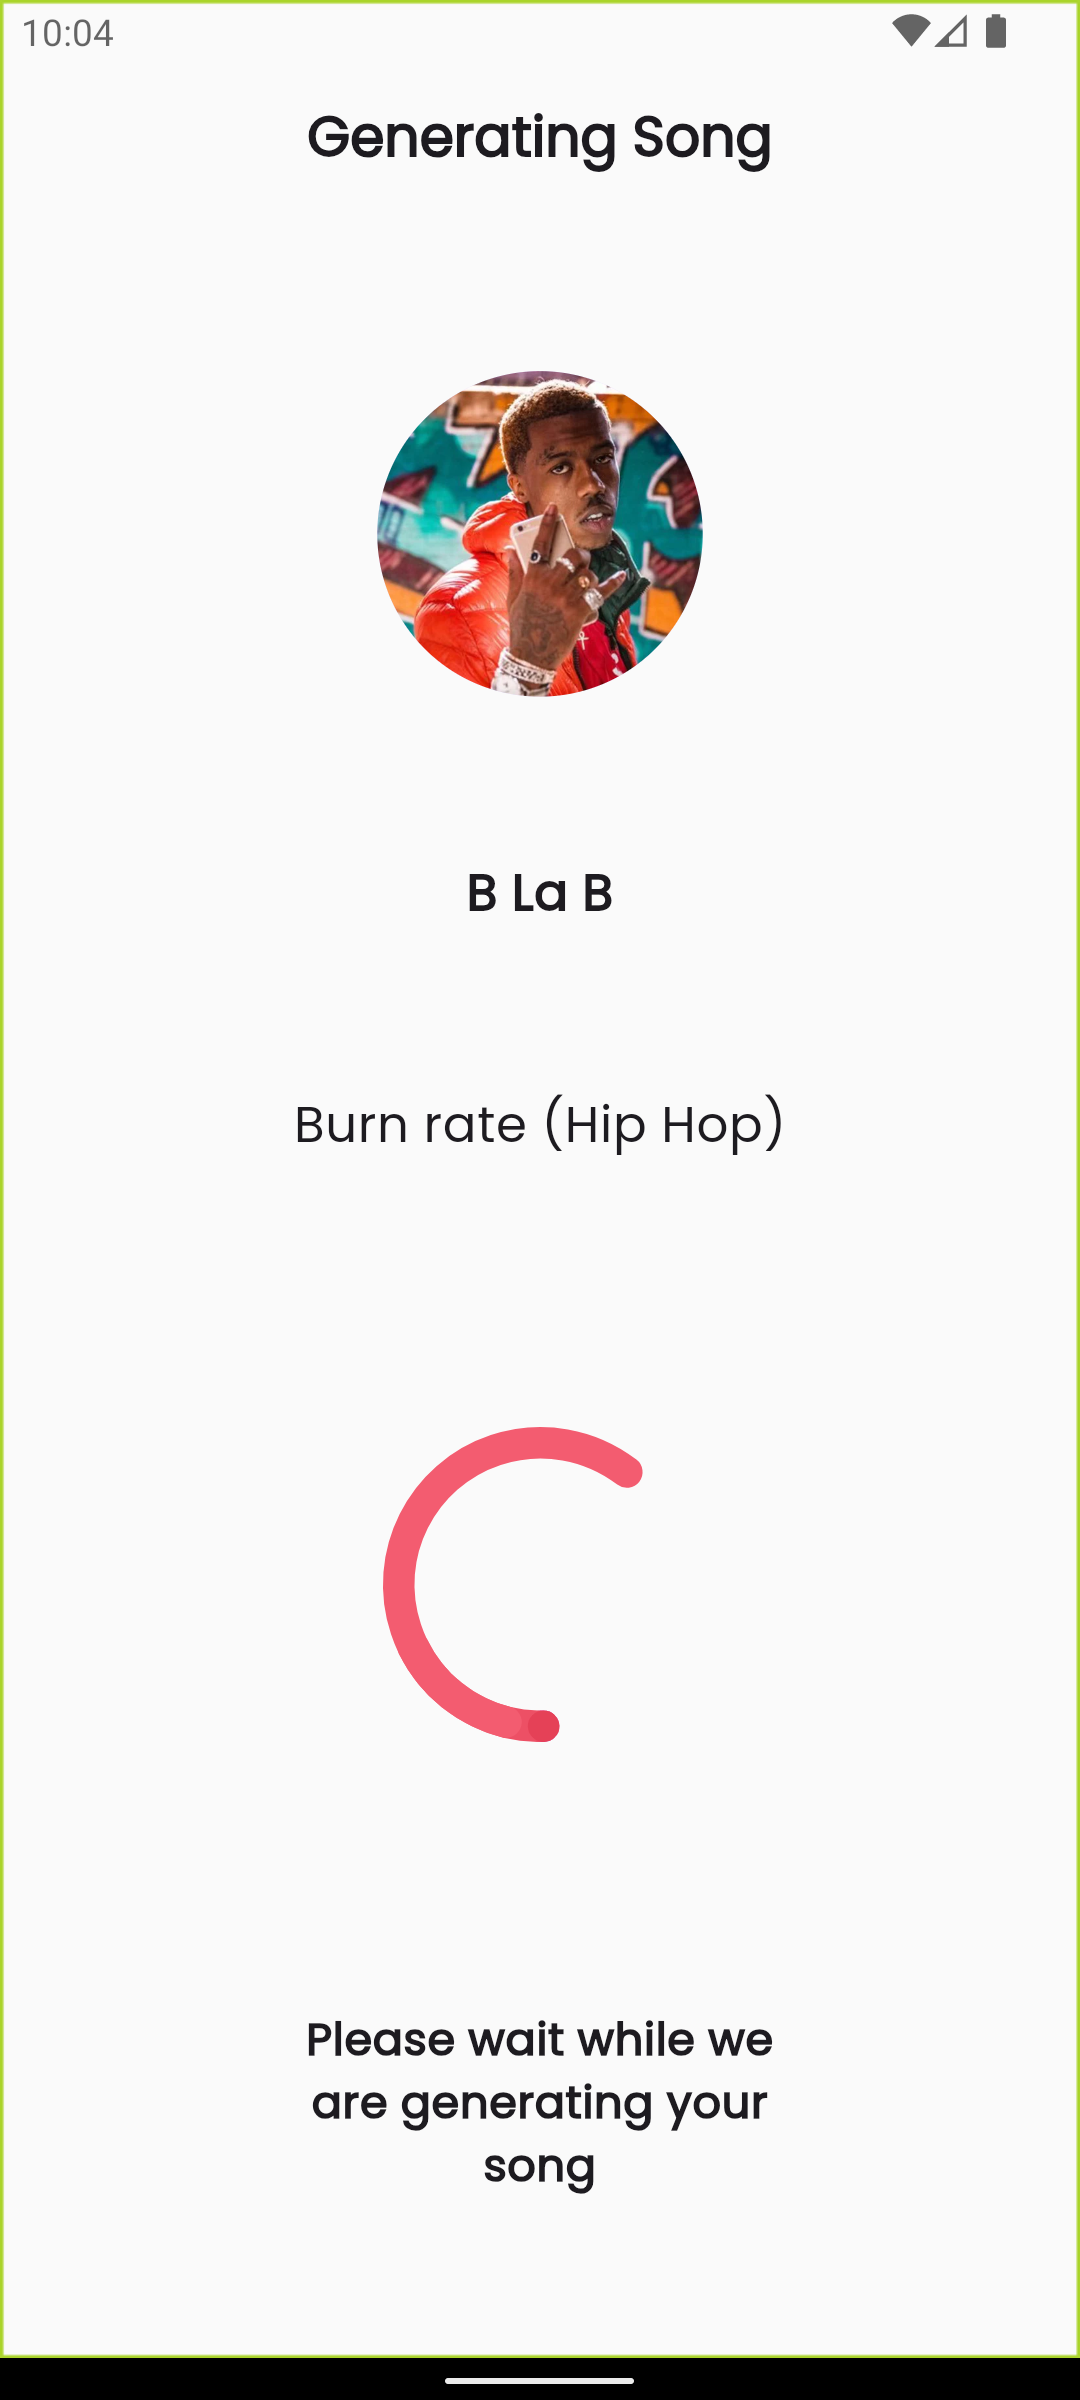 10:04
Generating Song
B La B
Burn rate (Hip Hop)
Please wait while we
are generating your
song